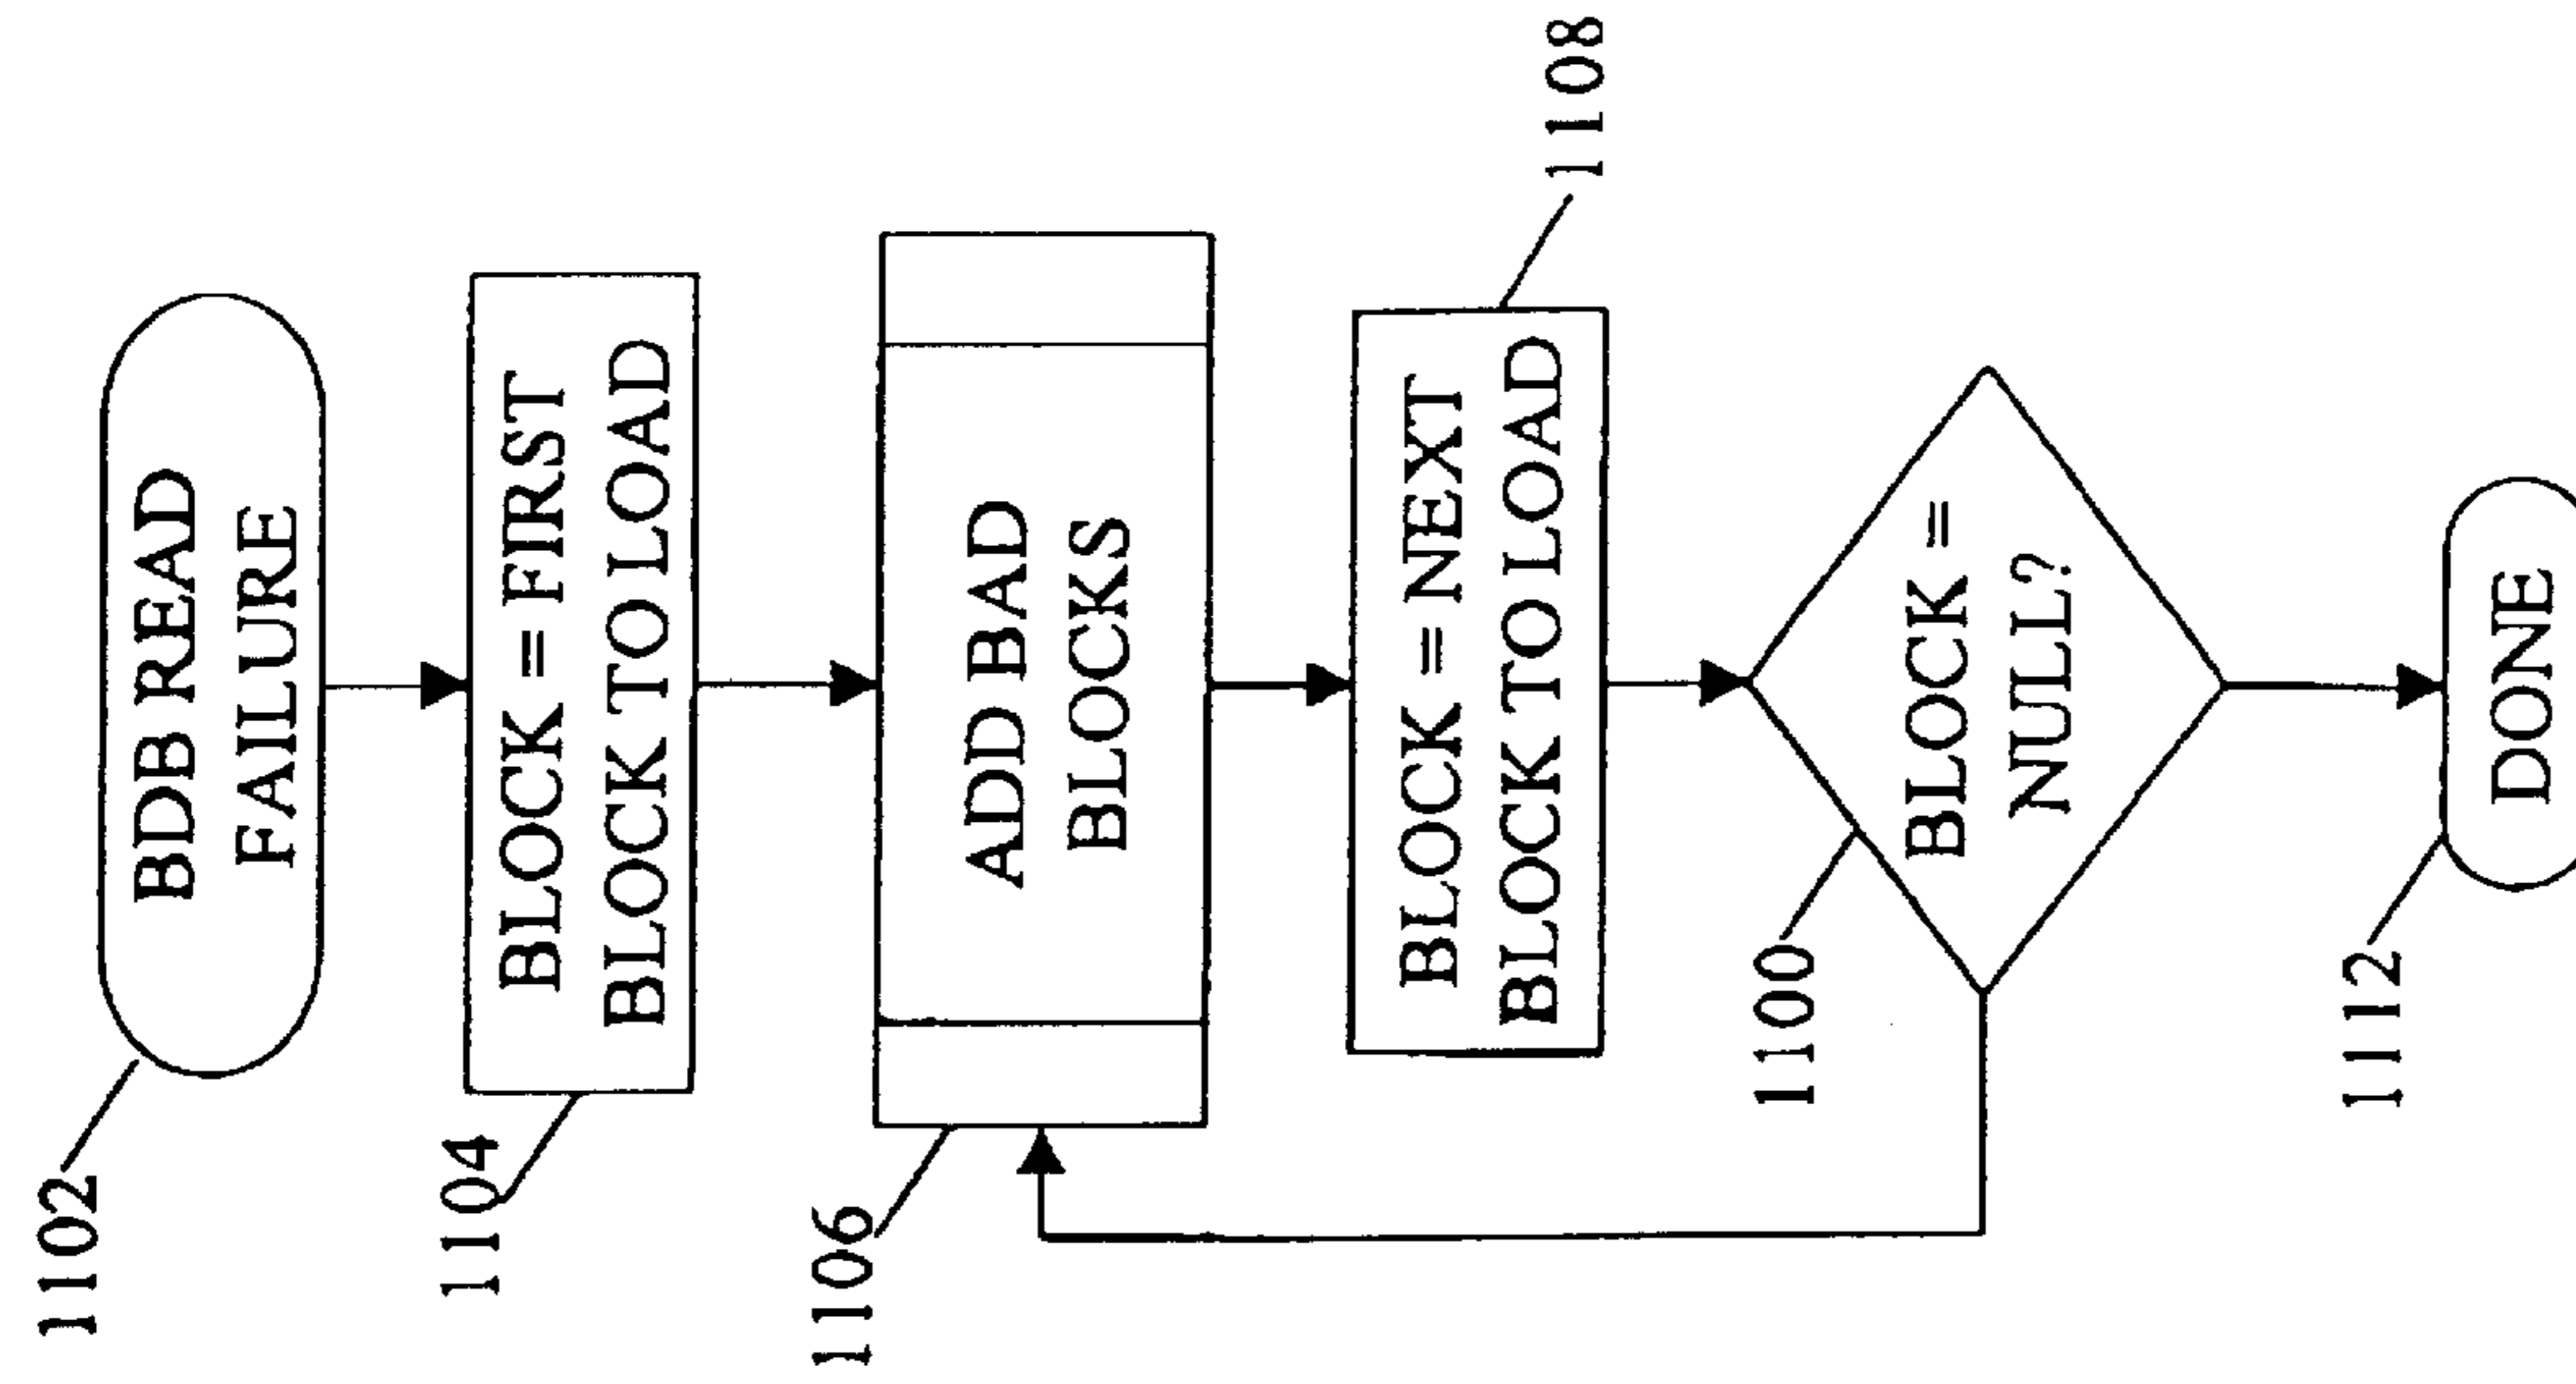 1102
BDB READ
FAILURE
1104
BLOCK = FIRST
BLOCK TO LOAD
1106
ADD BAD
BLOCKS
BLOCK = NEXT
BLOCK TO LOAD
1108
1100
BLOCK =
NULL?
1112
DONE